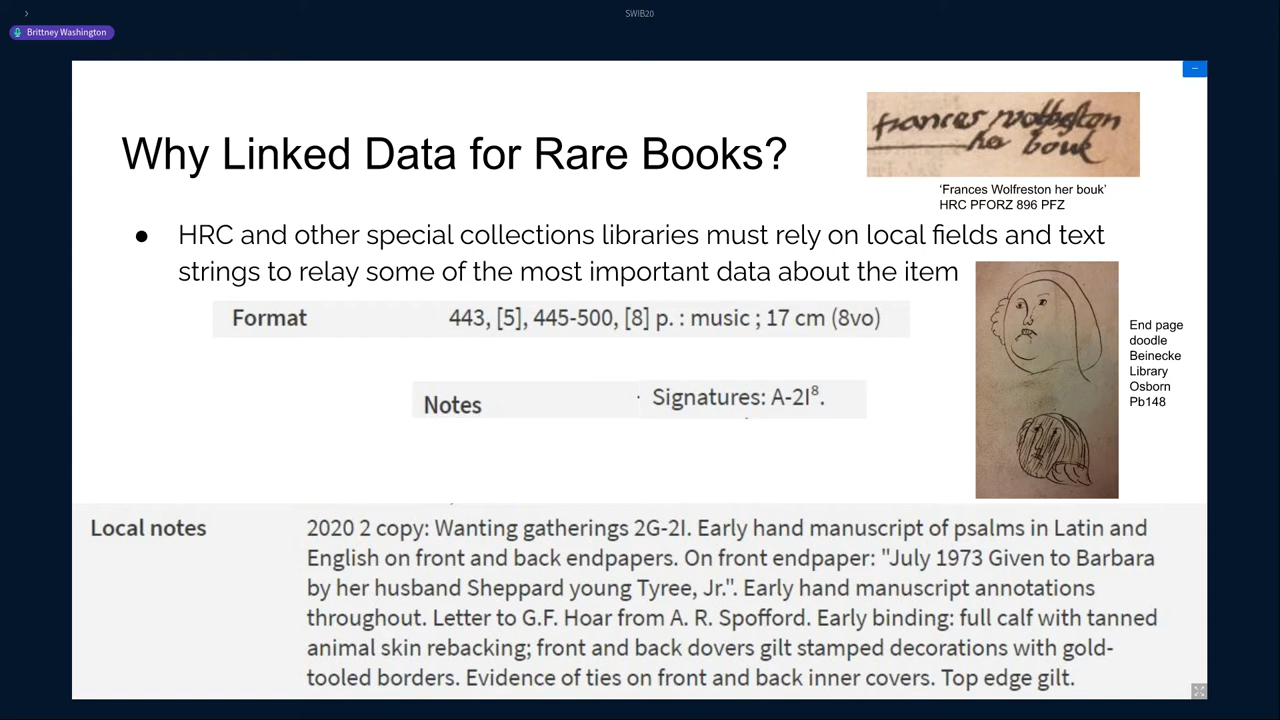 SWIB20
Brittney Washington
Why Linked Data for Rare Books?
frances wolfreston
her bouk
'Frances Wolfreston her bouk'
HRC PFORZ 896 PFZ
● HRC and other special collections libraries must rely on local fields and text
strings to relay some of the most important data about the item
Format 443, [5], 445-500, [8] p. : music ; 17 cm (8vo)
Notes Signatures: A-2I⁸.
End page
doodle
Beinecke
Library
Osborn
Pb148
Local notes 2020 2 copy: Wanting gatherings 2G-2I. Early hand manuscript of psalms in Latin and
English on front and back endpapers. On front endpaper: "July 1973 Given to Barbara
by her husband Sheppard young Tyree, Jr.". Early hand manuscript annotations
throughout. Letter to G.F. Hoar from A. R. Spofford. Early binding: full calf with tanned
animal skin rebacking; front and back dovers gilt stamped decorations with gold-
tooled borders. Evidence of ties on front and back inner covers. Top edge gilt.